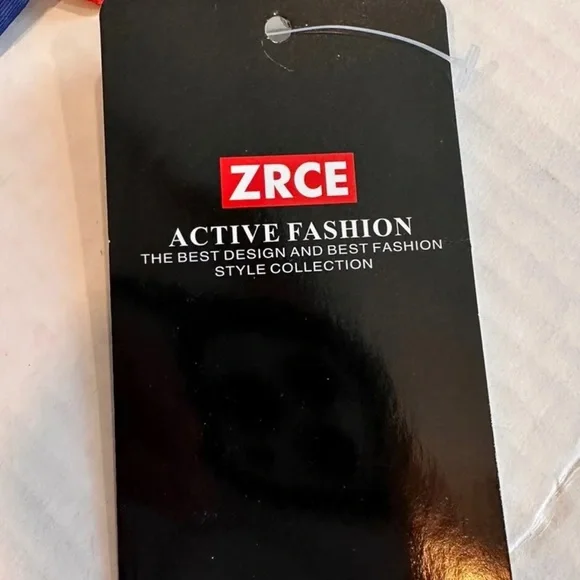 ZRCE
ACTIVE FASHION
THE BEST DESIGN AND BEST FASHION
STYLE COLLECTION